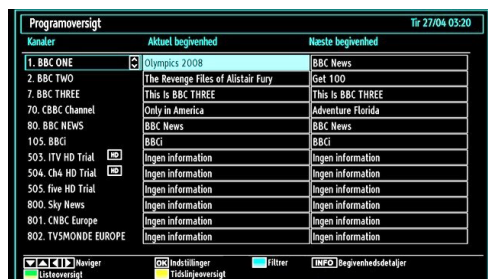 Programoversigt Tir 27/04 03:20
Kanaler Aktuel begivenhed Næste begivenhed
1. BBC ONE Olympics 2008 BBC News
2. BBC TWO The Revenge Files of Alistair Fury Get 100
7. BBC THREE This Is BBC THREE This Is BBC THREE
70. CBBC Channel Only in America Adventure Florida
80. BBC NEWS BBC News BBC News
105. BBCi BBCi BBCi
503. ITV HD Trial HD Ingen information Ingen information
504. Ch4 HD Trial HD Ingen information Ingen information
505. five HD Trial Ingen information Ingen information
800. Sky News Ingen information Ingen information
801. CNBC Europe Ingen information Ingen information
802. TV5MONDE EUROPE Ingen information Ingen information
Naviger OK Indstillinger Filtrer INFO Begivenhedsdetaljer
Listeoversigt Tidslinjeoversigt